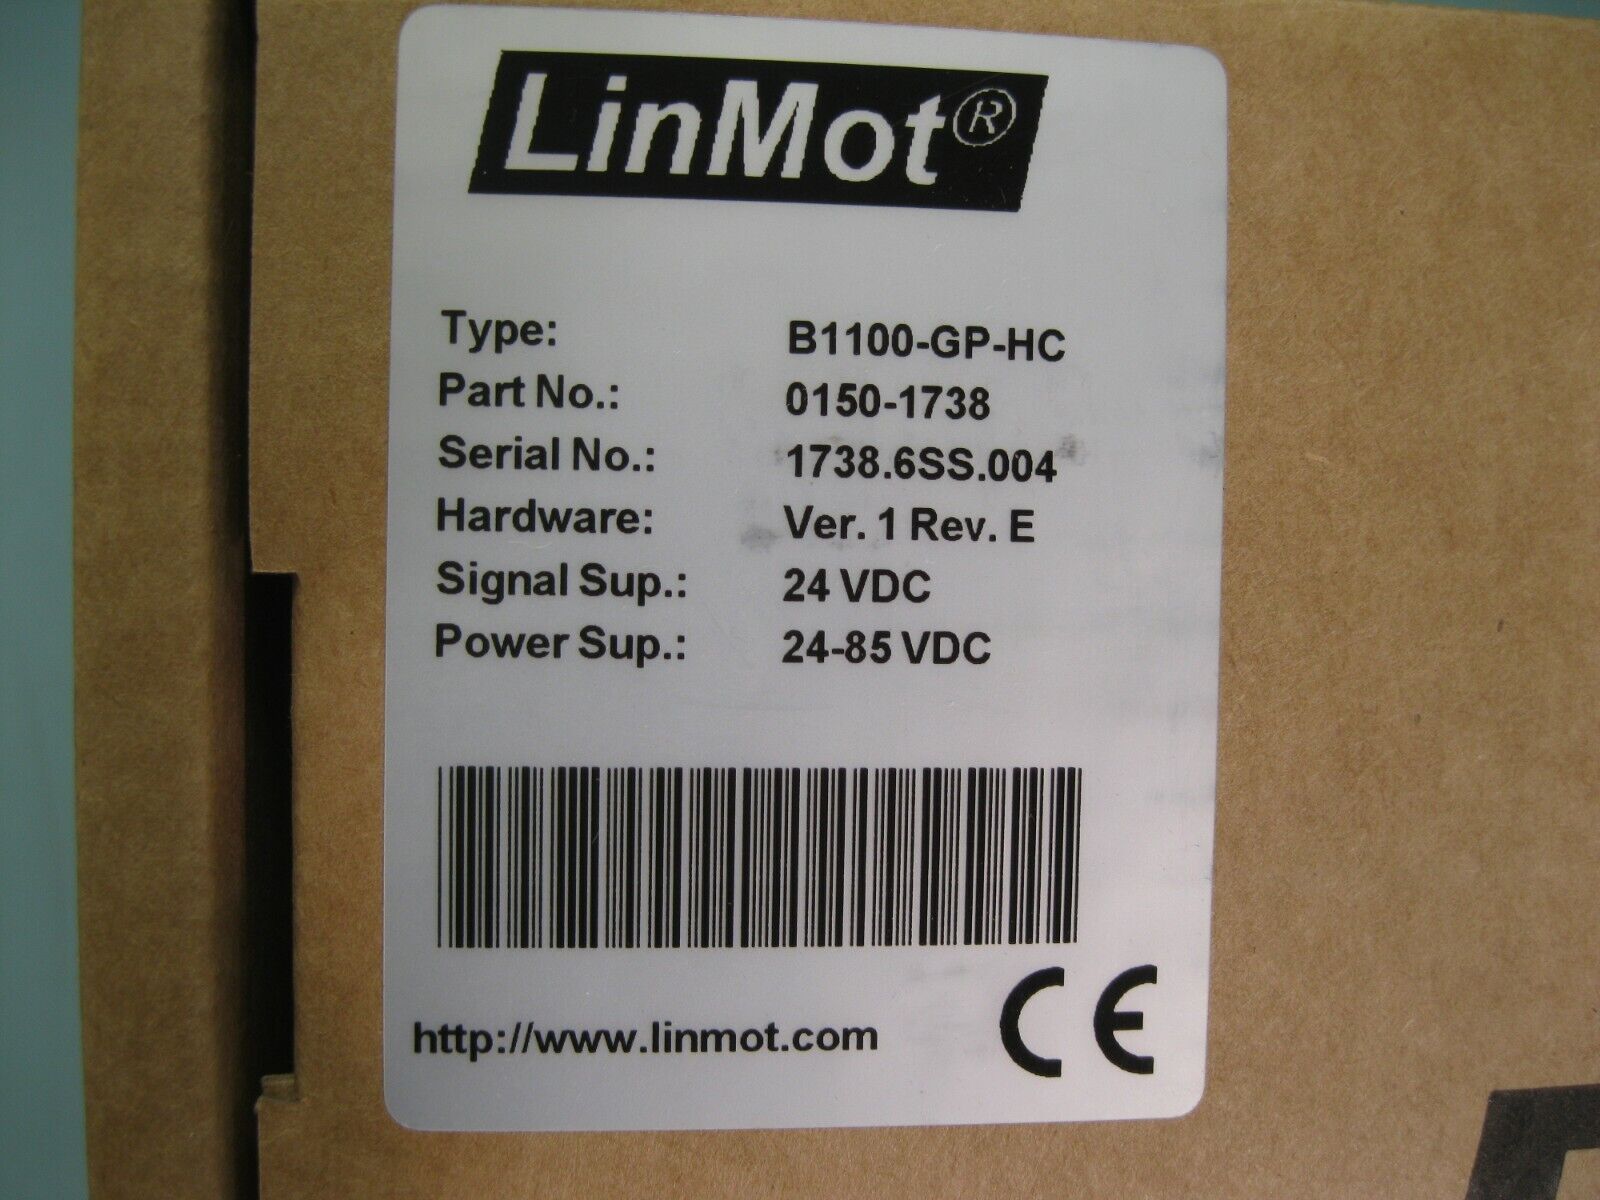 LinMot®
Type: B1100-GP-HC
Part No.: 0150-1738
Serial No.: 1738.6SS.004
Hardware: Ver. 1 Rev. E
Signal Sup.: 24 VDC
Power Sup.: 24-85 VDC
http://www.linmot.com CE